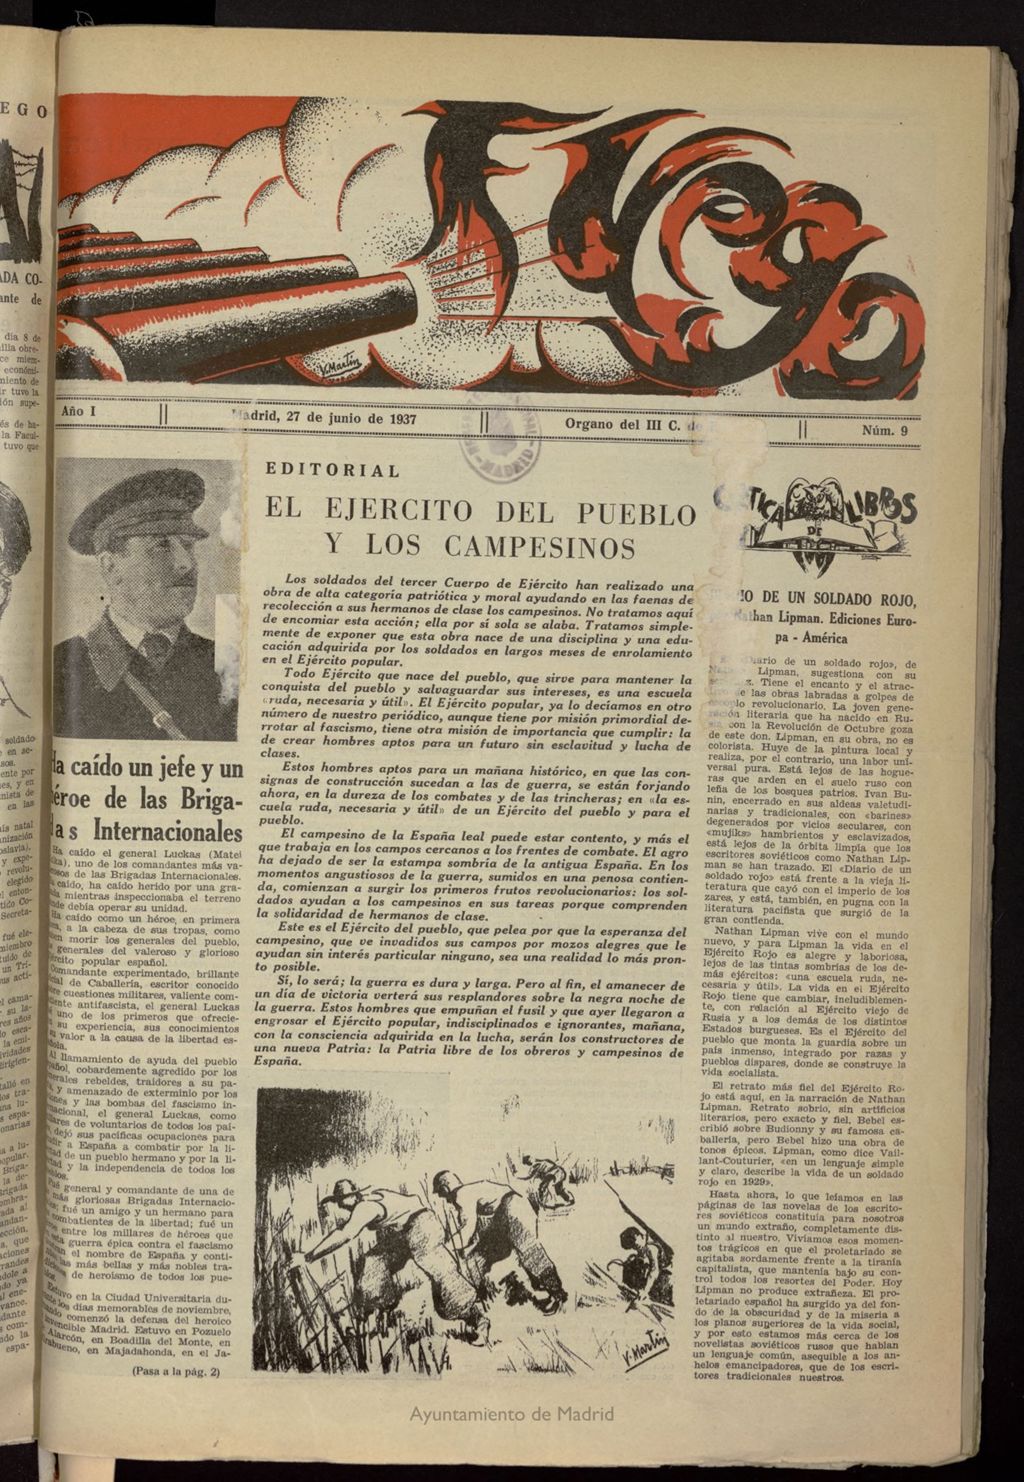 EGO
ADA CO-
ante de
día 8 de
Fuego
V. Martín
Año I
Madrid, 27 de junio de 1937
Organo del III C. de
Núm. 9
Ha caído un jefe y un
héroe de las Briga-
das Internacionales
Ha caído el general Luckas (Matei
), uno de los comandantes más va-
de las Brigadas Internacionales.
caído, ha caído herido por una gra-
mientras inspeccionaba el terreno
debía operar su unidad.
Ha caído como un héroe, en primera
a la cabeza de sus tropas, como
morir los generales del pueblo,
generales del valeroso y glorioso
ejército popular español.
Comandante experimentado, brillante
de Caballería, escritor conocido
cuestiones militares, valiente com-
antifascista, el general Luckas
uno de los primeros que ofrecie-
su experiencia, sus conocimientos
valor a la causa de la libertad es-
Al llamamiento de ayuda del pueblo
cobardemente agredido por los
generales rebeldes, traidores a su pa-
y amenazado de exterminio por los
y las bombas del fascismo in-
el general Luckas, como
de voluntarios de todos los paí-
dejó sus pacíficas ocupaciones para
a España a combatir por la li-
de un pueblo hermano y por la li-
y la independencia de todos los
Fué general y comandante de una de
más gloriosas Brigadas Internacio-
fué un amigo y un hermano para
combatientes de la libertad; fué un
entre los millares de héroes que
guerra épica contra el fascismo
el nombre de España y conti-
las más bellas y más nobles tra-
de heroísmo de todos los pue-
Estuvo en la Ciudad Universitaria du-
los días memorables de noviembre,
comenzó la defensa del heroico
invencible Madrid. Estuvo en Pozuelo
Alarcón, en Boadilla del Monte, en
en Majadahonda, en el Ja-
(Pasa a la pág. 2)
EDITORIAL
EL EJERCITO DEL PUEBLO
Y LOS CAMPESINOS
Los soldados del tercer Cuerpo de Ejército han realizado una
obra de alta categoría patriótica y moral ayudando en las faenas de
recolección a sus hermanos de clase los campesinos. No tratamos aquí
de encomiar esta acción; ella por sí sola se alaba. Tratamos simple-
mente de exponer que esta obra nace de una disciplina y una edu-
cación adquirida por los soldados en largos meses de enrolamiento
en el Ejército popular.
Todo Ejército que nace del pueblo, que sirve para mantener la
conquista del pueblo y salvaguardar sus intereses, es una escuela
«ruda, necesaria y útil». El Ejército popular, ya lo decíamos en otro
número de nuestro periódico, aunque tiene por misión primordial de-
rrotar al fascismo, tiene otra misión de importancia que cumplir: la
de crear hombres aptos para un futuro sin esclavitud y lucha de
clases.
Estos hombres aptos para un mañana histórico, en que las con-
signas de construcción sucedan a las de guerra, se están forjando
ahora, en la dureza de los combates y de las trincheras; en «la es-
cuela ruda, necesaria y útil» de un Ejército del pueblo y para el
pueblo.
El campesino de la España leal puede estar contento, y más el
que trabaja en los campos cercanos a los frentes de combate. El agro
ha dejado de ser la estampa sombría de la antigua España. En los
momentos angustiosos de la guerra, sumidos en una penosa contien-
da, comienzan a surgir los primeros frutos revolucionarios: los sol-
dados ayudan a los campesinos en sus tareas porque comprenden
la solidaridad de hermanos de clase.
Este es el Ejército del pueblo, que pelea por que la esperanza del
campesino, que ve invadidos sus campos por mozos alegres que le
ayudan sin interés particular ninguno, sea una realidad lo más pron-
to posible.
Sí, lo será; la guerra es dura y larga. Pero al fin, el amanecer de
un día de victoria verterá sus resplandores sobre la negra noche de
la guerra. Estos hombres que empuñan el fusil y que ayer llegaron a
engrosar el Ejército popular, indisciplinados e ignorantes, mañana,
con la consciencia adquirida en la lucha, serán los constructores de
una nueva Patria: la Patria libre de los obreros y campesinos de
España.
V. Martín
TICA DE LIBROS
IO DE UN SOLDADO ROJO,
Nathan Lipman. Ediciones Euro-
pa - América
Diario de un soldado rojo», de
Lipman, sugestiona con su
Tiene el encanto y el atrac-
de las obras labradas a golpes de
revolucionario. La joven gene-
ración literaria que ha nacido en Ru-
sia con la Revolución de Octubre goza
de este don. Lipman, en su obra, no es
colorista. Huye de la pintura local y
realiza, por el contrario, una labor uni-
versal pura. Está lejos de las hogue-
ras que arden en el suelo ruso con
leña de los bosques patrios. Ivan Bu-
nin, encerrado en sus aldeas valetudi-
narias y tradicionales, con «barines»
degenerados por vicios seculares, con
«mujiks» hambrientos y esclavizados,
está lejos de la órbita limpia que los
escritores soviéticos como Nathan Lip-
man se han trazado. El «Diario de un
soldado rojo» está frente a la vieja li-
teratura que cayó con el imperio de los
zares, y está, también, en pugna con la
literatura pacifista que surgió de la
gran contienda.
Nathan Lipman vive con el mundo
nuevo, y para Lipman la vida en el
Ejército Rojo es alegre y laboriosa,
lejos de las tintas sombrías de los de-
más ejércitos: «una escuela ruda, ne-
cesaria y útil». La vida en el Ejército
Rojo tiene que cambiar, ineludiblemen-
te, con relación al Ejército viejo de
Rusia y a los demás de los distintos
Estados burgueses. Es el Ejército del
pueblo que monta la guardia sobre un
país inmenso, integrado por razas y
pueblos dispares, donde se construye la
vida socialista.
El retrato más fiel del Ejército Ro-
jo está aquí, en la narración de Nathan
Lipman. Retrato sobrio, sin artificios
literarios, pero exacto y fiel. Bebel es-
cribió sobre Budionny y su famosa ca-
ballería, pero Bebel hizo una obra de
tonos épicos. Lipman, como dice Vail-
lant-Couturier, «en un lenguaje simple
y claro, describe la vida de un soldado
rojo en 1929».
Hasta ahora, lo que leíamos en las
páginas de las novelas de los escrito-
res soviéticos constituía para nosotros
un mundo extraño, completamente dis-
tinto al nuestro. Vivíamos esos momen-
tos trágicos en que el proletariado se
agitaba sordamente frente a la tiranía
capitalista, que mantenía bajo su con-
trol todos los resortes del Poder. Hoy
Lipman no produce extrañeza. El pro-
letariado español ha surgido ya del fon-
do de la obscuridad y de la miseria a
los planos superiores de la vida social,
y por esto estamos más cerca de los
novelistas soviéticos rusos que hablan
un lenguaje común, asequible a los an-
helos emancipadores, que de los escri-
tores tradicionales nuestros.
Ayuntamiento de Madrid